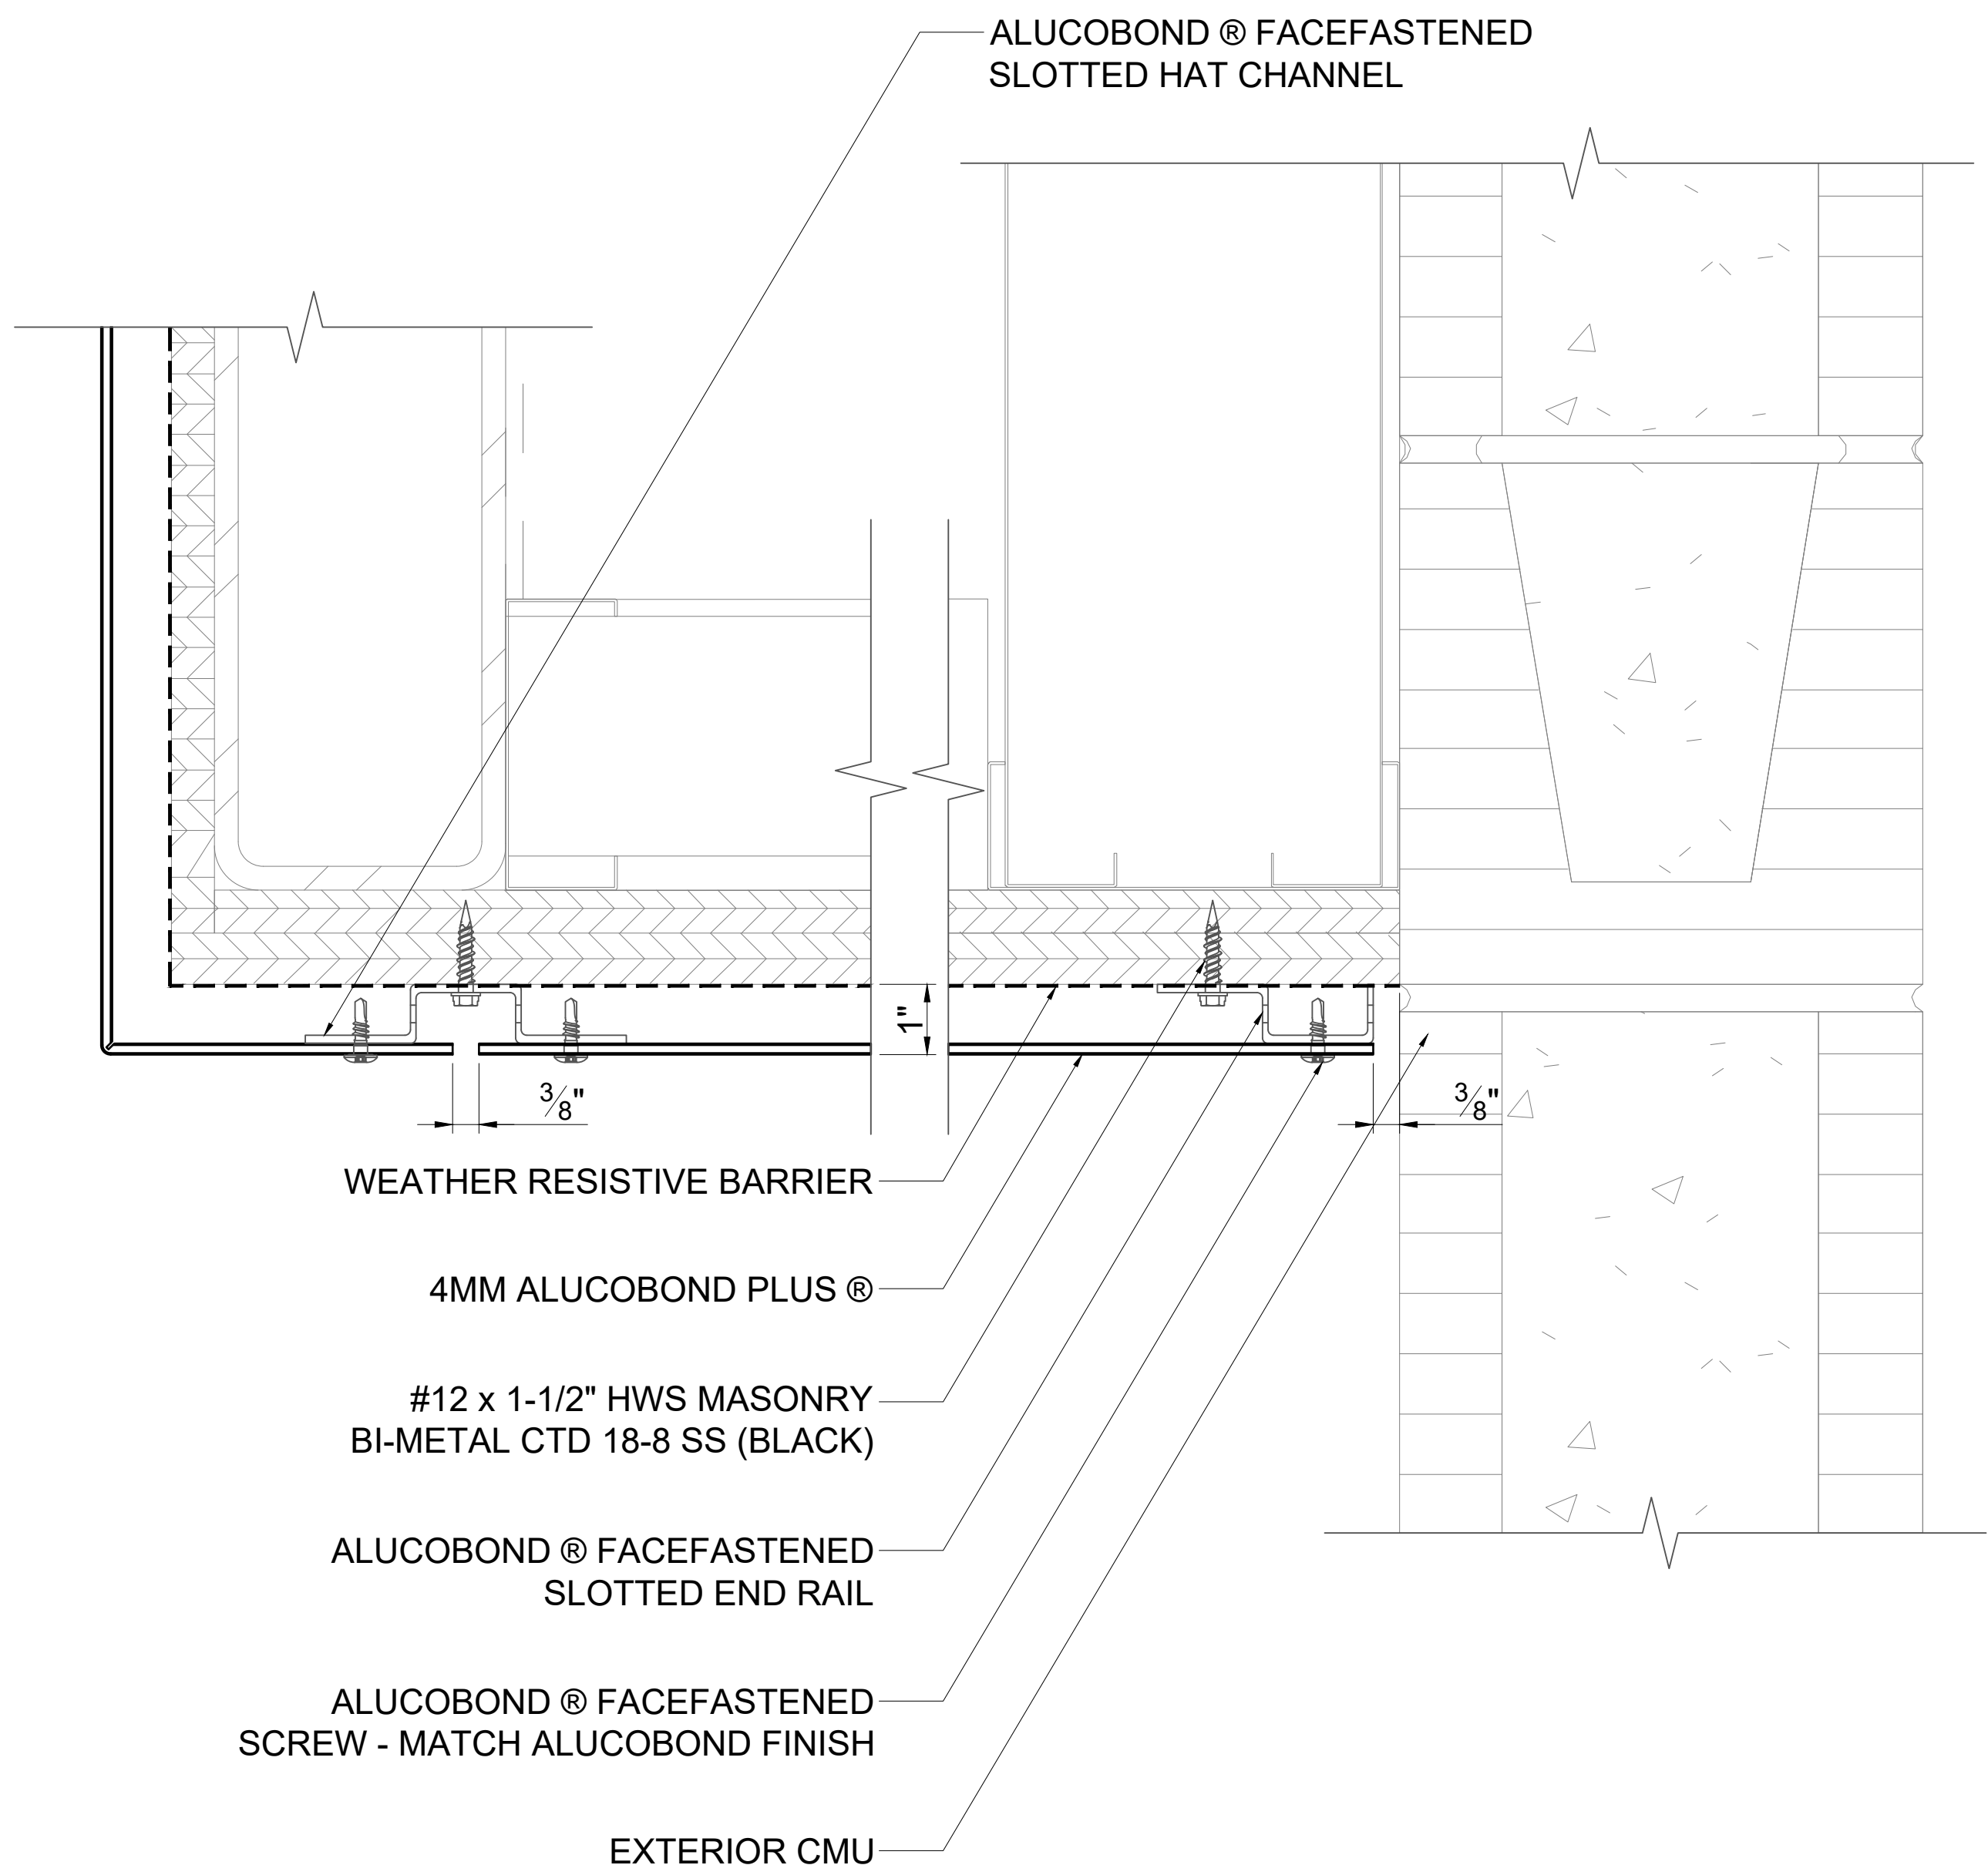 ALUCOBOND ® FACEFASTENED
SLOTTED HAT CHANNEL
1"
3/8"
3/8"
WEATHER RESISTIVE BARRIER
4MM ALUCOBOND PLUS ®
#12 x 1-1/2" HWS MASONRY
BI-METAL CTD 18-8 SS (BLACK)
ALUCOBOND ® FACEFASTENED
SLOTTED END RAIL
ALUCOBOND ® FACEFASTENED
SCREW - MATCH ALUCOBOND FINISH
EXTERIOR CMU